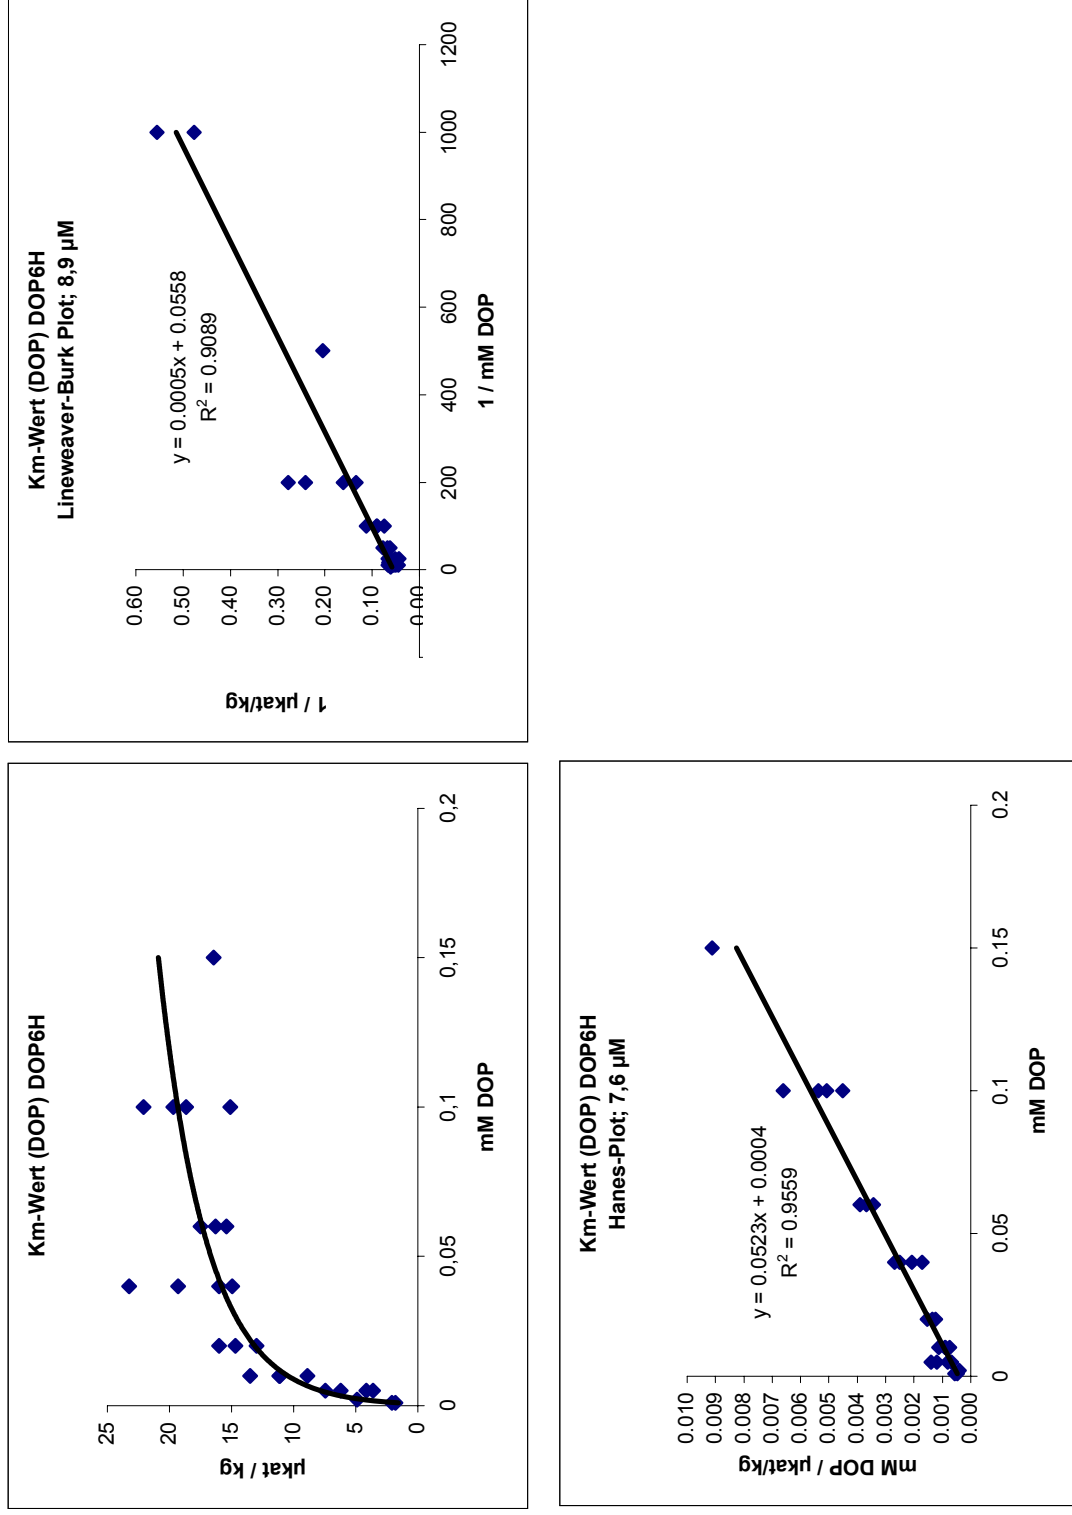 Km-Wert (DOP) DOP6H
25
20
15
10
5
0
0
0,05
0,1
0,15
0,2
mM DOP
µkat / kg
Km-Wert (DOP) DOP6H
Lineweaver-Burk Plot; 8,9 µM
y = 0.0005x + 0.0558
R² = 0.9089
0.60
0.50
0.40
0.30
0.20
0.10
0.00
0
200
400
600
800
1000
1200
1 / mM DOP
1 / µkat/kg
Km-Wert (DOP) DOP6H
Hanes-Plot; 7,6 µM
y = 0.0523x + 0.0004
R² = 0.9559
0.010
0.009
0.008
0.007
0.006
0.005
0.004
0.003
0.002
0.001
0.000
0
0.05
0.1
0.15
0.2
mM DOP
mM DOP / µkat/kg